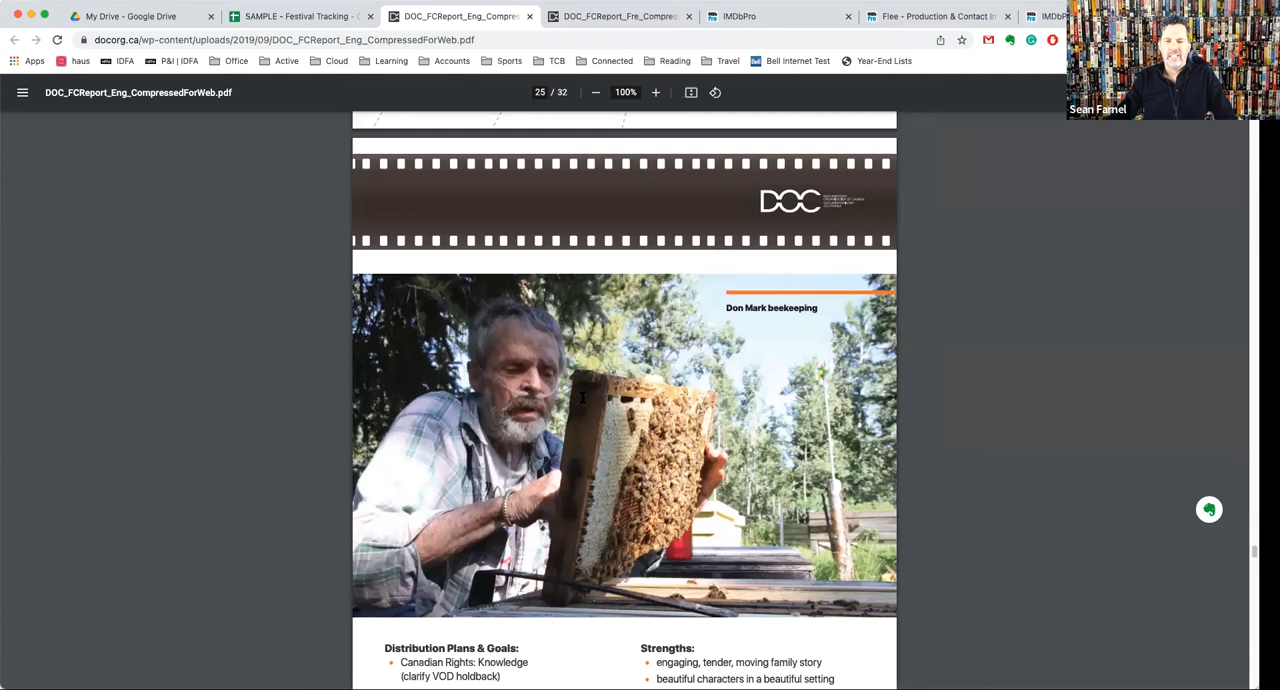 My Drive - Google Drive
SAMPLE - Festival Tracking - G
DOC_FCReport_Eng_Compres
DOC_FCReport_Fre_Compres
IMDbPro
Flee - Production & Contact In
IMDbP
docorg.ca/wp-content/uploads/2019/09/DOC_FCReport_Eng_CompressedForWeb.pdf
Apps haus IDFA P&I | IDFA Office Active Cloud Learning Accounts Sports TCB Connected Reading Travel Bell Internet Test Year-End Lists
DOC_FCReport_Eng_CompressedForWeb.pdf
25 / 32
100%
Sean Farnel
DOC
Don Mark beekeeping
Distribution Plans & Goals:
• Canadian Rights: Knowledge
(clarify VOD holdback)
Strengths:
• engaging, tender, moving family story
• beautiful characters in a beautiful setting